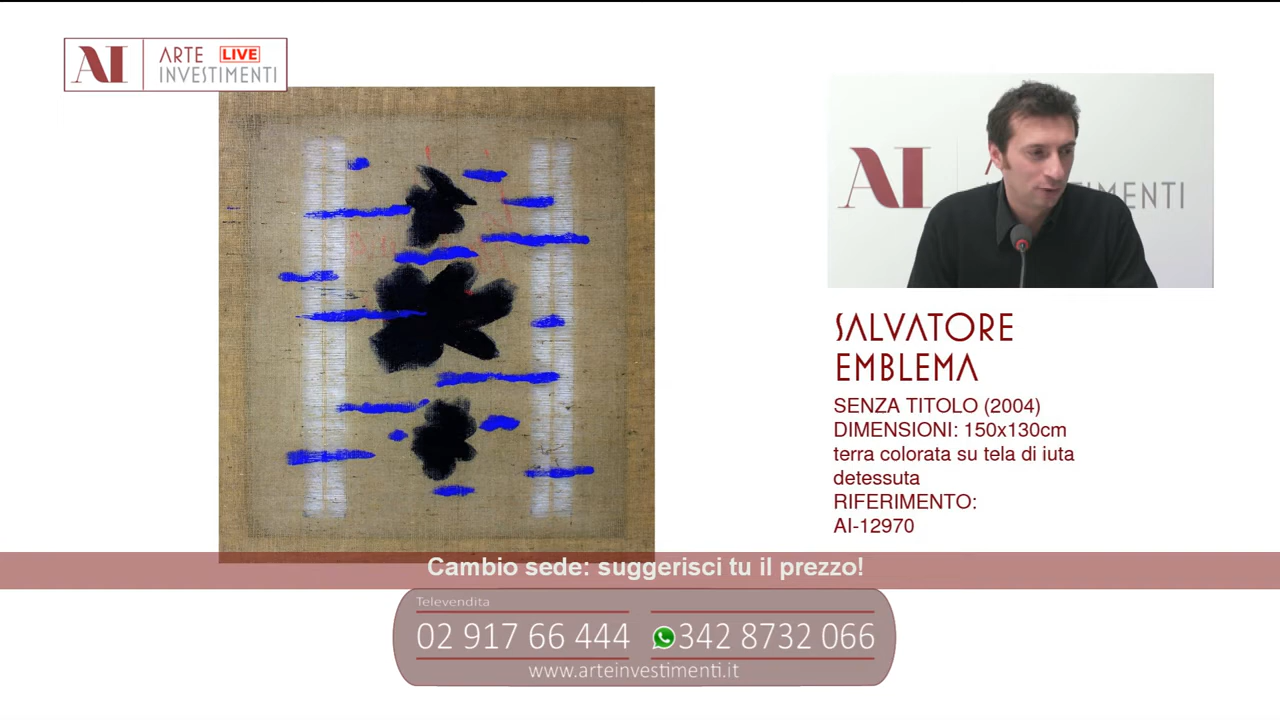 AI ARTE LIVE
INVESTIMENTI
AI
TIMENTI
SALVATORE
EMBLEMA
SENZA TITOLO (2004)
DIMENSIONI: 150x130cm
terra colorata su tela di iuta
detessuta
RIFERIMENTO:
AI-12970
Cambio sede: suggerisci tu il prezzo!
Televendita
02 917 66 444 342 8732 066
www.arteinvestimenti.it